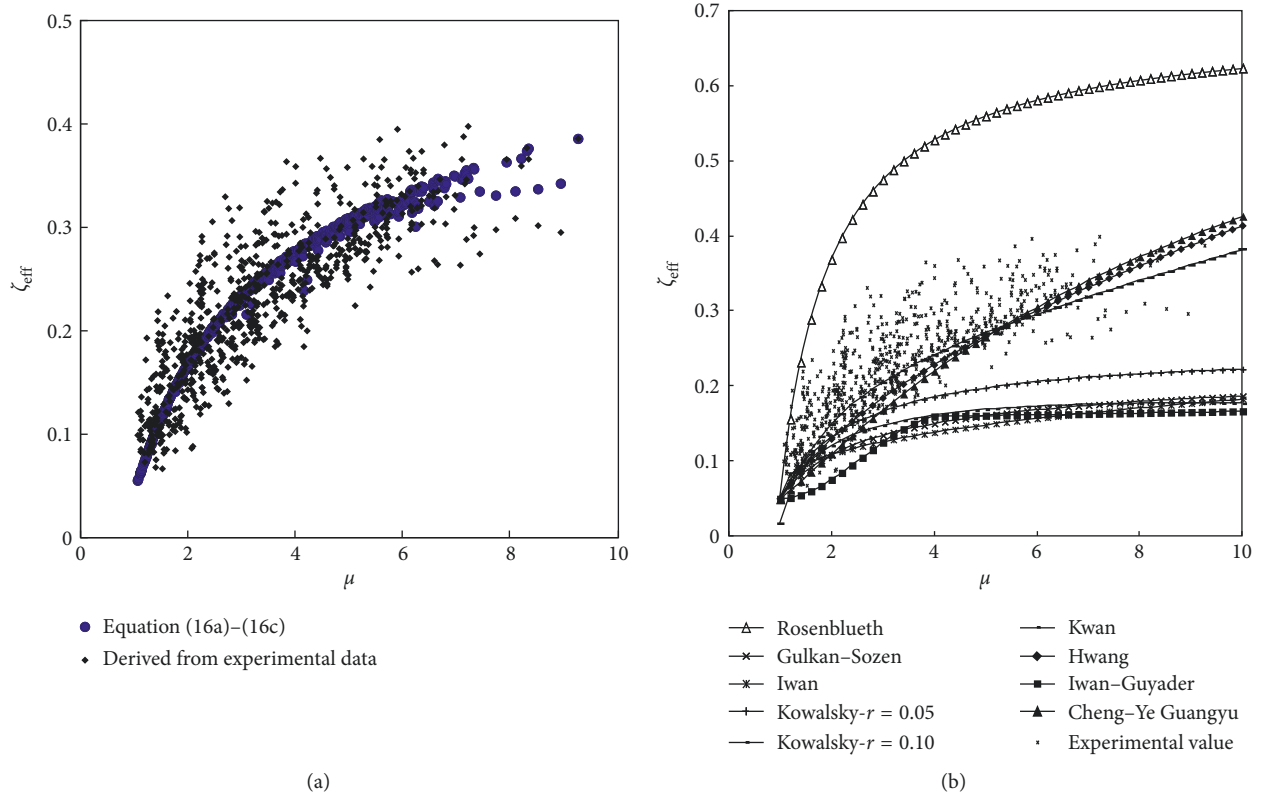 0.5
0.4
0.3
0.2
0.1
0
ζeff
0 2 4 6 8 10
μ
Equation (16a)–(16c)
Derived from experimental data
(a)
0.7
0.6
0.5
0.4
0.3
0.2
0.1
0
ζeff
0 2 4 6 8 10
μ
Rosenblueth
Gulkan–Sozen
Iwan
Kowalsky-r = 0.05
Kowalsky-r = 0.10
Kwan
Hwang
Iwan–Guyader
Cheng–Ye Guangyu
Experimental value
(b)